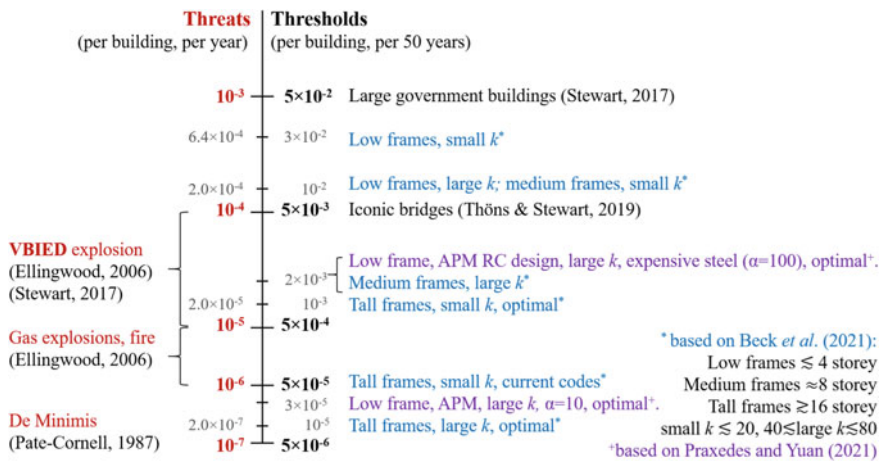 Threats Thresholds
(per building, per year) (per building, per 50 years)
10⁻³ 5×10⁻² Large government buildings (Stewart, 2017)
6.4×10⁻⁴ 3×10⁻² Low frames, small k*
2.0×10⁻⁴ 10⁻² Low frames, large k; medium frames, small k*
10⁻⁴ 5×10⁻³ Iconic bridges (Thöns & Stewart, 2019)
VBIED explosion
(Ellingwood, 2006)
(Stewart, 2017)
Low frame, APM RC design, large k, expensive steel (α=100), optimal⁺.
2×10⁻³ Medium frames, large k*
2.0×10⁻⁵ 10⁻³ Tall frames, small k, optimal*
10⁻⁵ 5×10⁻⁴
Gas explosions, fire
(Ellingwood, 2006)
10⁻⁶ 5×10⁻⁵ Tall frames, small k, current codes*
3×10⁻⁵ Low frame, APM, large k, α=10, optimal⁺.
De Minimis
(Pate-Cornell, 1987)
2.0×10⁻⁷ 10⁻⁵ Tall frames, large k, optimal*
10⁻⁷ 5×10⁻⁶
* based on Beck et al. (2021):
Low frames ≲ 4 storey
Medium frames ≈8 storey
Tall frames ≳16 storey
small k ≲ 20, 40≲large k≲80
⁺based on Praxedes and Yuan (2021)